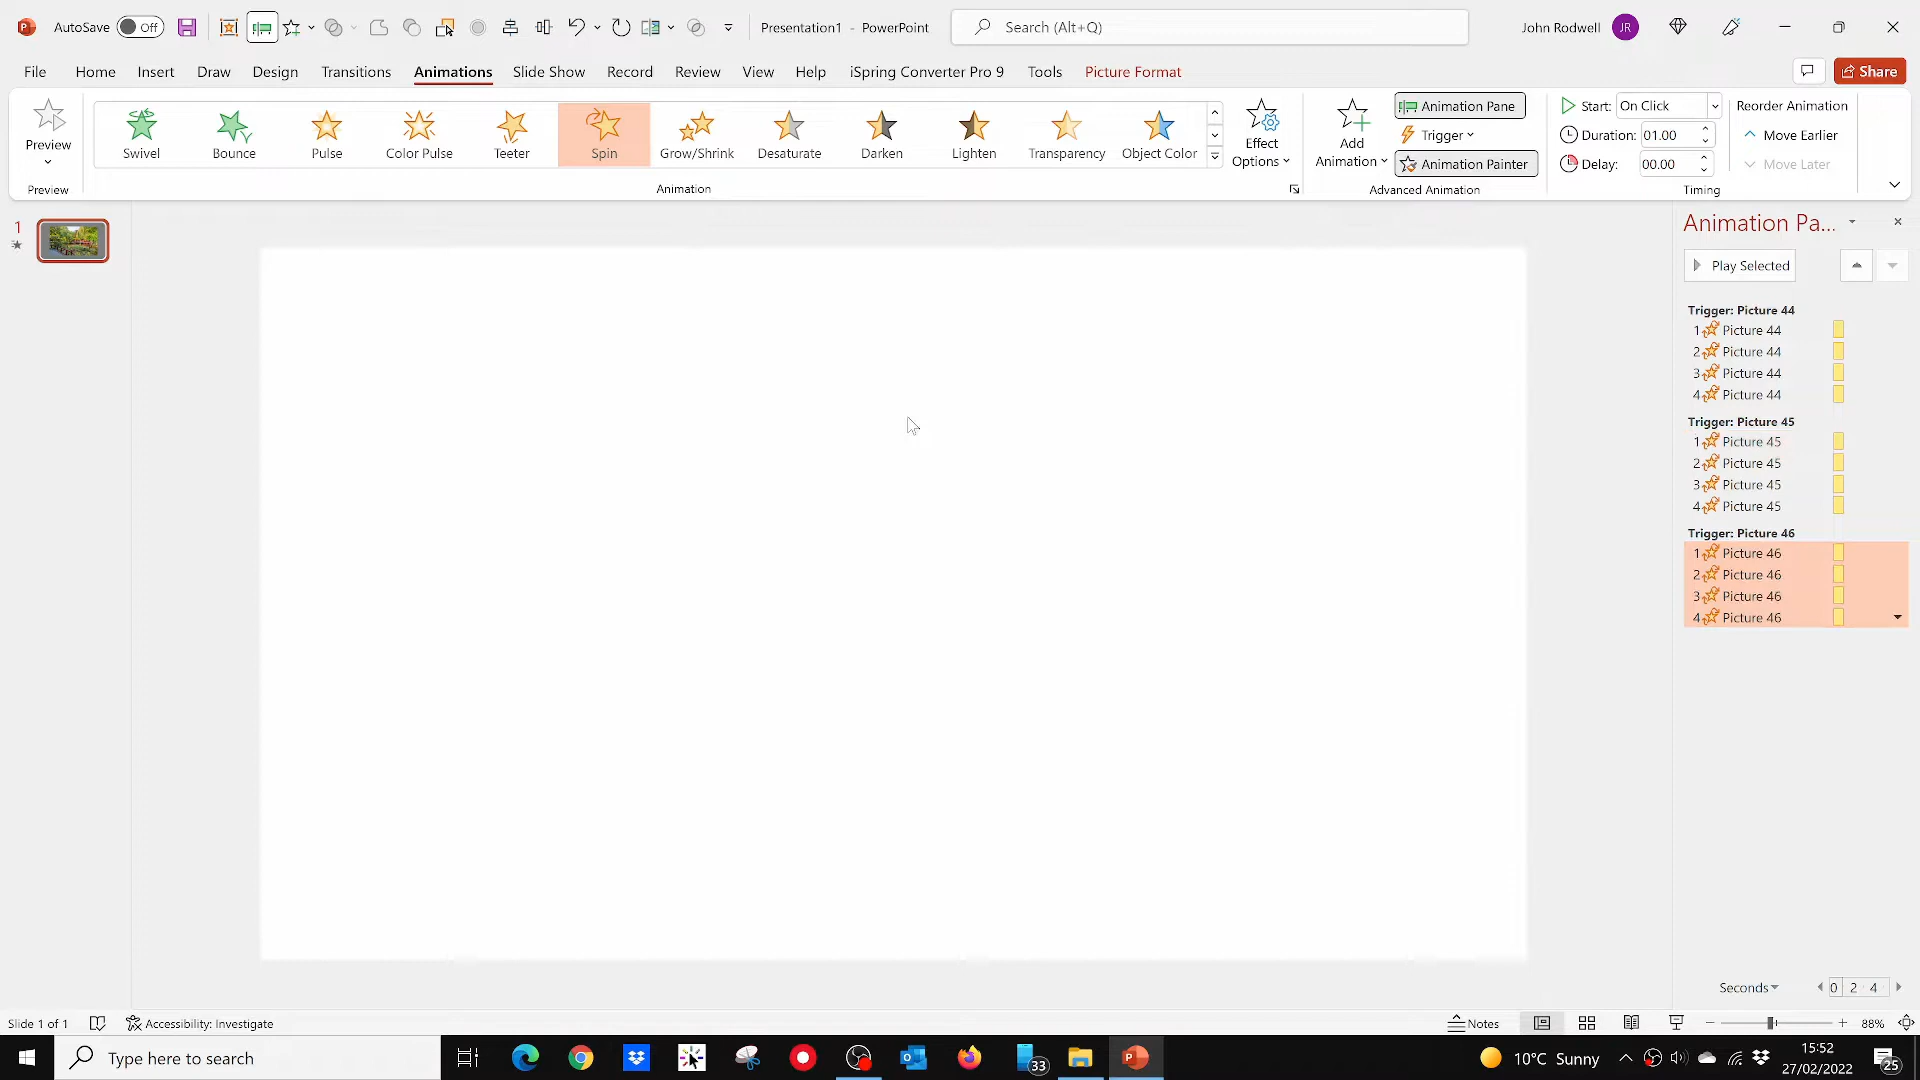 AutoSave Off Presentation1 - PowerPoint Search (Alt+Q) John Rodwell JR
File Home Insert Draw Design Transitions Animations Slide Show Record Review View Help iSpring Converter Pro 9 Tools Picture Format Share
Preview
Preview
Swivel Bounce Pulse Color Pulse Teeter Spin Grow/Shrink Desaturate Darken Lighten Transparency Object Color
Animation
Effect
Options
Add
Animation
Animation Pane
Trigger
Animation Painter
Advanced Animation
Start: On Click
Duration: 01.00
Delay: 00.00
Reorder Animation
Move Earlier
Move Later
Timing
1
Animation Pa...
Play Selected
Trigger: Picture 44
1 Picture 44
2 Picture 44
3 Picture 44
4 Picture 44
Trigger: Picture 45
1 Picture 45
2 Picture 45
3 Picture 45
4 Picture 45
Trigger: Picture 46
1 Picture 46
2 Picture 46
3 Picture 46
4 Picture 46
Seconds 0 2 4
Slide 1 of 1 Accessibility: Investigate Notes 88%
Type here to search 33 10°C Sunny 15:52
27/02/2022 25